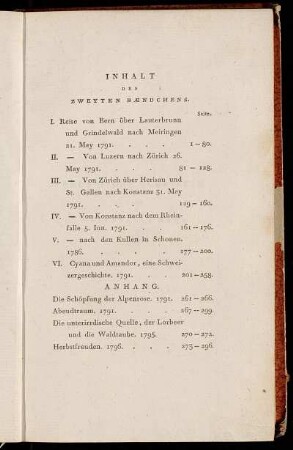 INHALT
DES
ZWEYTEN BÆNDCHENS.
Seite.
I. Reise von Bern über Lauterbrunn
und Grindelwald nach Meiringen
21. May 1791. . . . 1 — 50.
II. — Von Luzern nach Zürich 26.
May 1791. . . . 51 — 128.
III. — Von Zürich über Herisau und
St. Gallen nach Konstanz 31. May
1791. . . . 129 — 160.
IV. — Von Konstanz nach dem Rhein-
falle 5. Jun. 1791. . . 161 — 176.
V. — nach den Kullen in Schonen.
1786. . . . 177 — 200.
VI. Cyane und Amandor, eine Schwei-
zergeschichte. 1791. . . 201 — 258.
ANHANG.
Die Schöpfung der Alpenrose. 1791. 261 — 266.
Abendtraum. 1791. . . 267 — 299.
Die unterirrdische Quelle, der Lorbeer
und die Waldtaube. 1795. 270 — 272.
Herbstfreuden. 1796. . . 273 — 296.